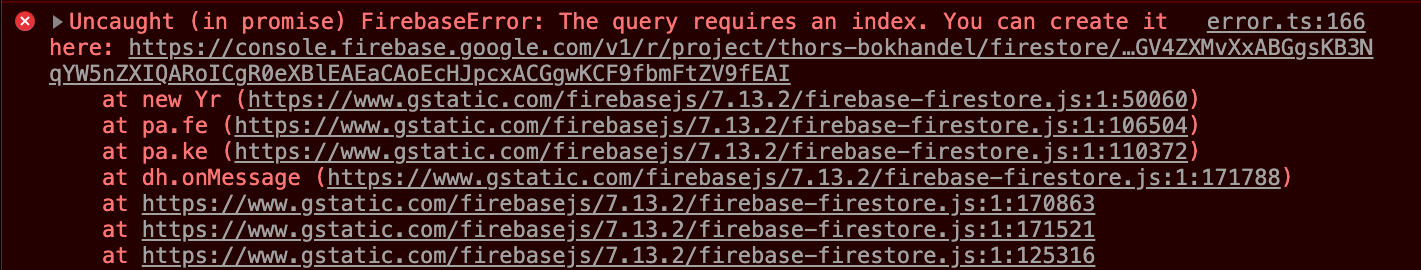 Uncaught (in promise) FirebaseError: The query requires an index. You can create it error.ts:166
here: https://console.firebase.google.com/v1/r/project/thors-bokhandel/firestore/…GV4ZXMvXxABGgsKB3N
qYW5nZXIQARoICgR0eXBlEAEaCAoEcHJpcxACGgwKCF9fbmFtZV9fEAI
at new Yr (https://www.gstatic.com/firebasejs/7.13.2/firebase-firestore.js:1:50060)
at pa.fe (https://www.gstatic.com/firebasejs/7.13.2/firebase-firestore.js:1:106504)
at pa.ke (https://www.gstatic.com/firebasejs/7.13.2/firebase-firestore.js:1:110372)
at dh.onMessage (https://www.gstatic.com/firebasejs/7.13.2/firebase-firestore.js:1:171788)
at https://www.gstatic.com/firebasejs/7.13.2/firebase-firestore.js:1:170863
at https://www.gstatic.com/firebasejs/7.13.2/firebase-firestore.js:1:171521
at https://www.gstatic.com/firebasejs/7.13.2/firebase-firestore.js:1:125316